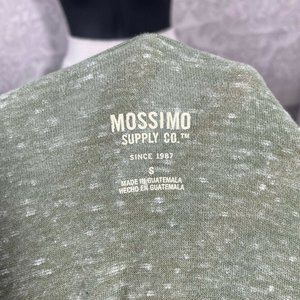 MOSSIMO
SUPPLY CO.™
SINCE 1987
S
MADE IN GUATEMALA
HECHO EN GUATEMALA